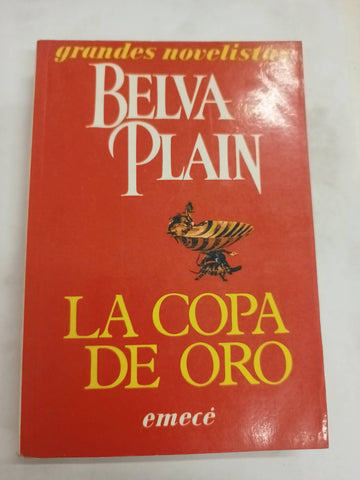 grandes novelistas
BELVA
PLAIN
LA COPA
DE ORO
emecé